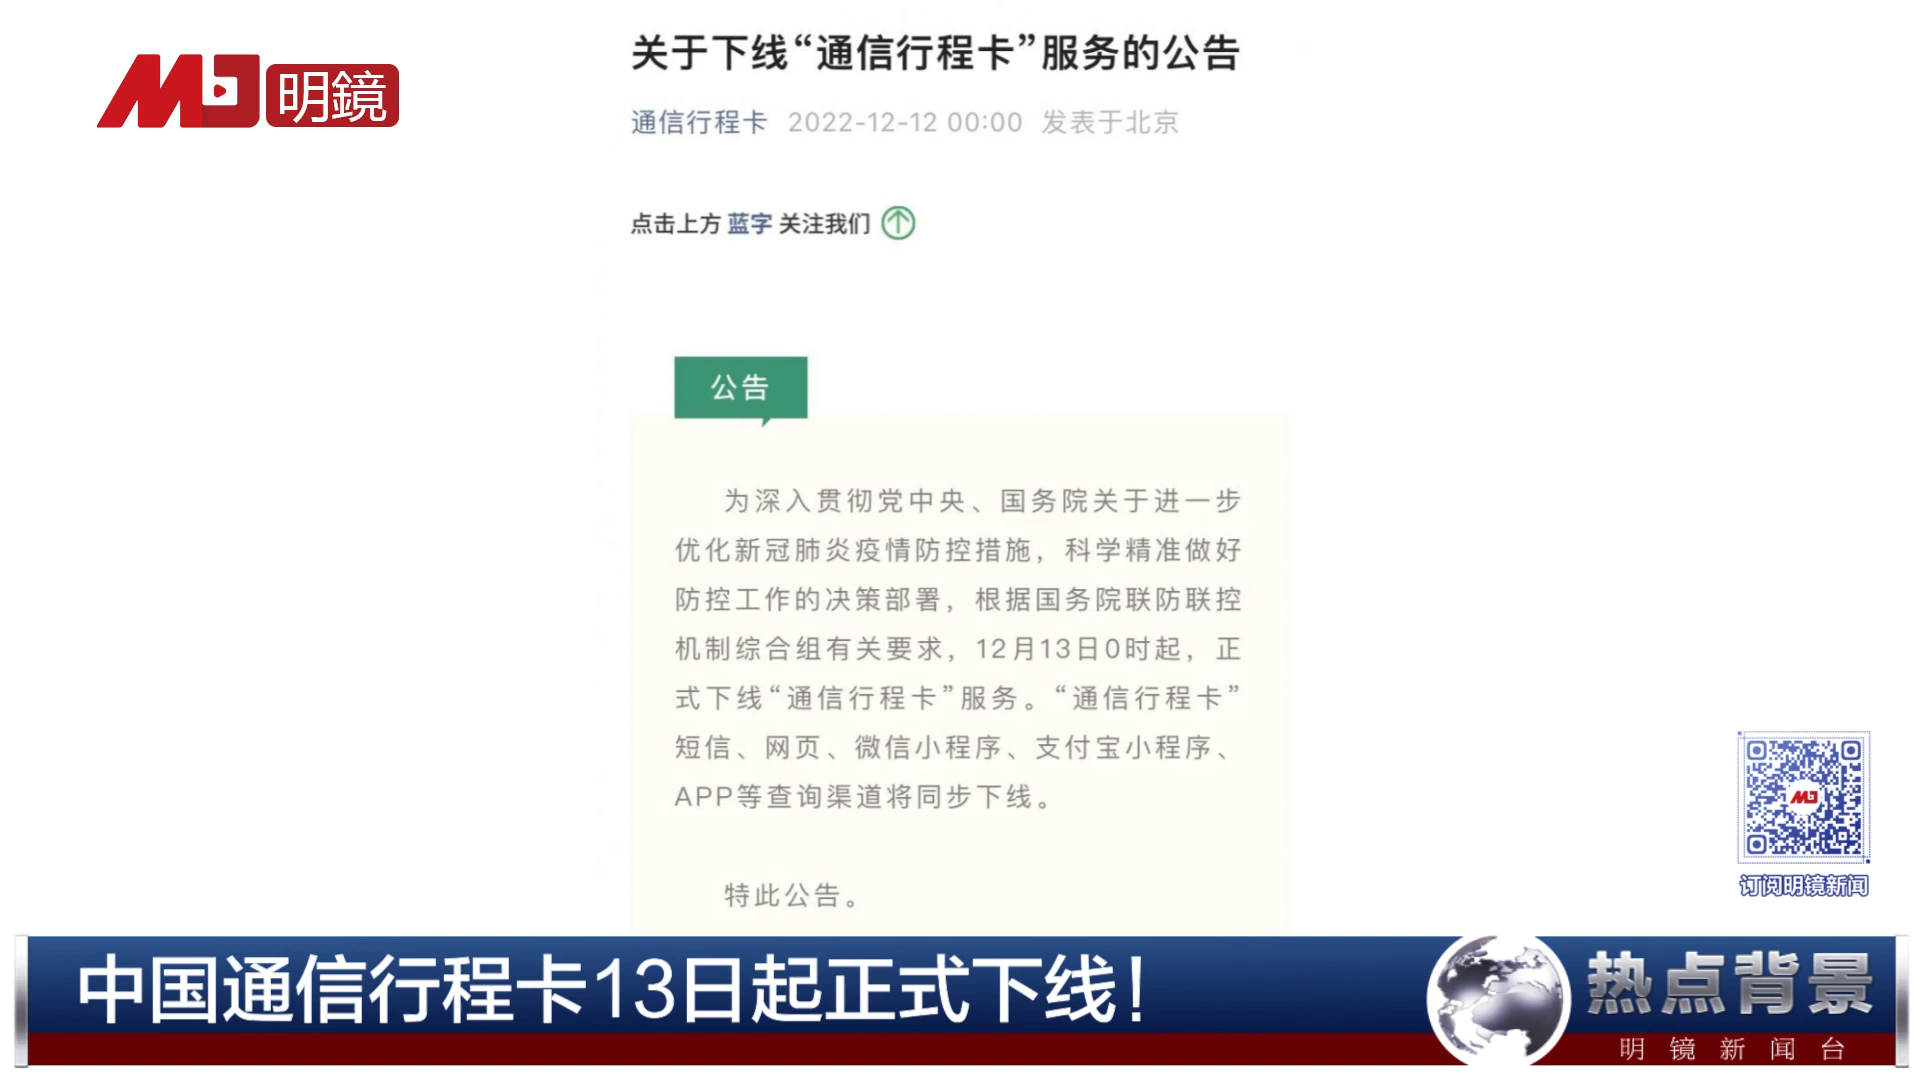 明鏡
关于下线“通信行程卡”服务的公告
通信行程卡 2022-12-12 00:00 发表于北京
点击上方 蓝字 关注我们
公告
为深入贯彻党中央、国务院关于进一步
优化新冠肺炎疫情防控措施，科学精准做好
防控工作的决策部署，根据国务院联防联控
机制综合组有关要求，12月13日0时起，正
式下线“通信行程卡”服务。“通信行程卡”
短信、网页、微信小程序、支付宝小程序、
APP等查询渠道将同步下线。
特此公告。
订阅明镜新闻
中国通信行程卡13日起正式下线！
热点背景
明镜新闻台